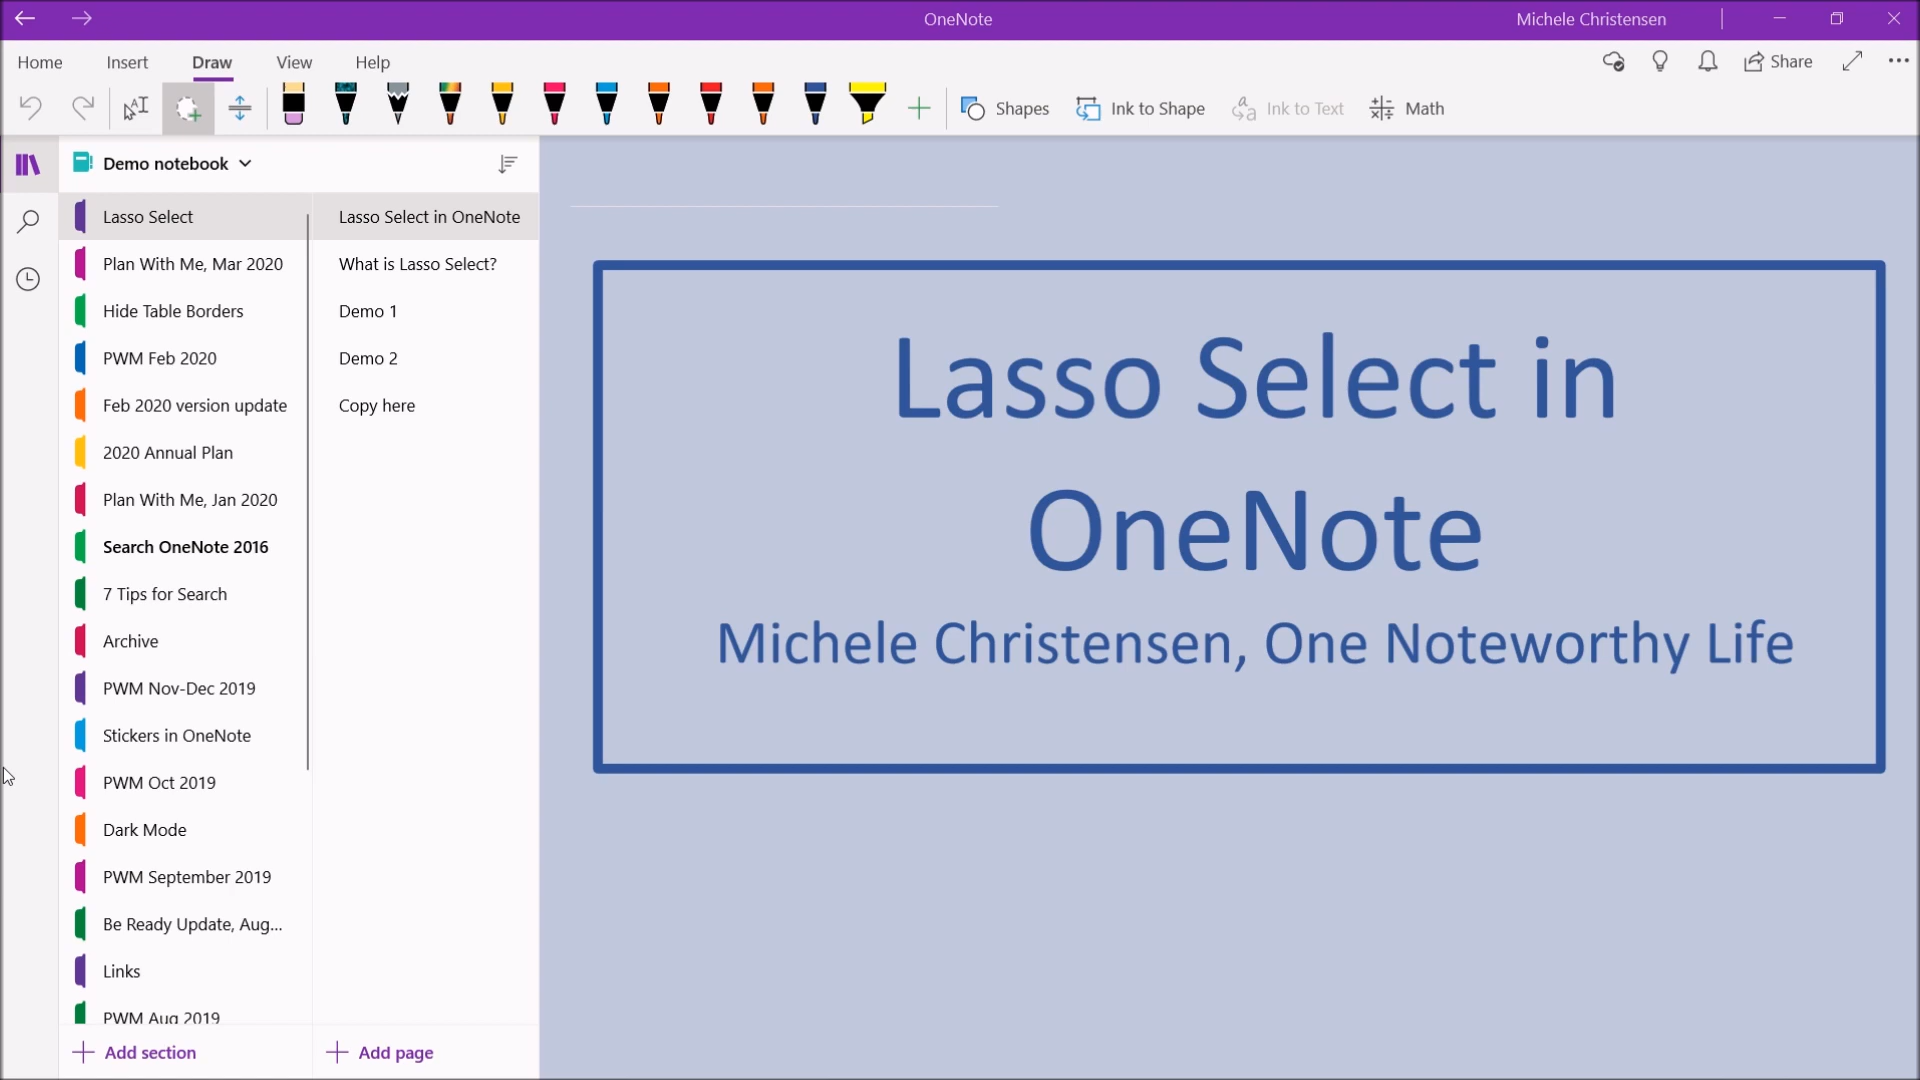 OneNote
Michele Christensen
Home
Insert
Draw
View
Help
Share
Shapes
Ink to Shape
Ink to Text
Math
Demo notebook
Lasso Select
Plan With Me, Mar 2020
Hide Table Borders
PWM Feb 2020
Feb 2020 version update
2020 Annual Plan
Plan With Me, Jan 2020
Search OneNote 2016
7 Tips for Search
Archive
PWM Nov-Dec 2019
Stickers in OneNote
PWM Oct 2019
Dark Mode
PWM September 2019
Be Ready Update, Aug...
Links
PWM Aug 2019
Add section
Lasso Select in OneNote
What is Lasso Select?
Demo 1
Demo 2
Copy here
Add page
Lasso Select in
OneNote
Michele Christensen, One Noteworthy Life